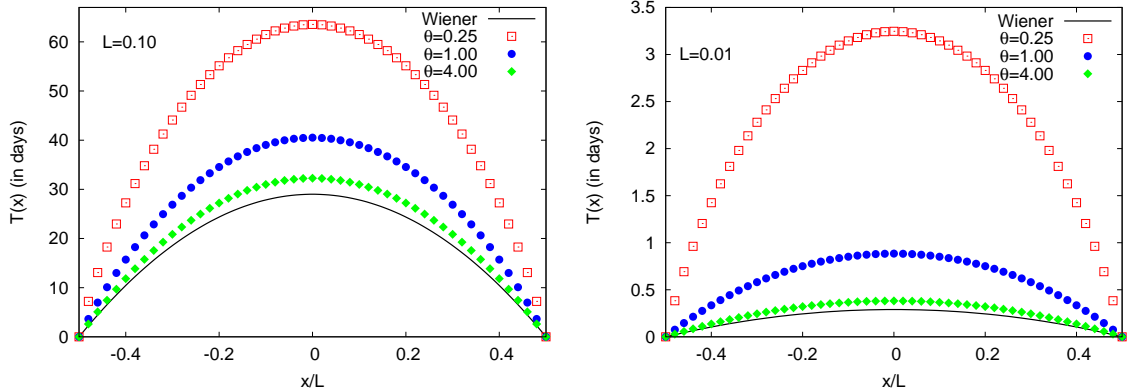 60
50
40
30
20
10
0
-0.4
-0.2
0
0.2
0.4
T(x) (in days)
x/L
L=0.10
Wiener
θ=0.25
θ=1.00
θ=4.00
3.5
3
2.5
2
1.5
1
0.5
0
-0.4
-0.2
0
0.2
0.4
T(x) (in days)
x/L
L=0.01
Wiener
θ=0.25
θ=1.00
θ=4.00